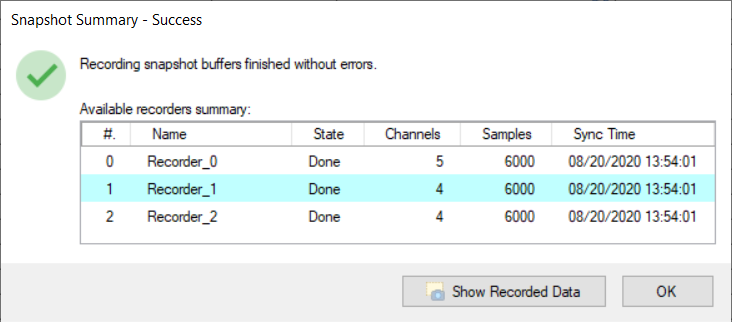 Snapshot Summary - Success
Recording snapshot buffers finished without errors.
Available recorders summary:
#. Name State Channels Samples Sync Time
0 Recorder_0 Done 5 6000 08/20/2020 13:54:01
1 Recorder_1 Done 4 6000 08/20/2020 13:54:01
2 Recorder_2 Done 4 6000 08/20/2020 13:54:01
Show Recorded Data OK